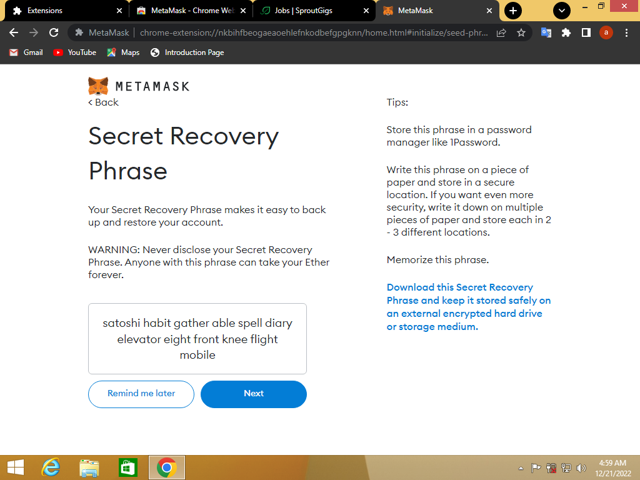 Extensions
MetaMask - Chrome Wel
Jobs | SproutGigs
MetaMask
MetaMask | chrome-extension://nkbihfbeogaeaoehlefnkodbefgpgknn/home.html#initialize/seed-phr...
a
Gmail
YouTube
Maps
Introduction Page
METAMASK
< Back
Secret Recovery
Phrase
Your Secret Recovery Phrase makes it easy to back
up and restore your account.
WARNING: Never disclose your Secret Recovery
Phrase. Anyone with this phrase can take your Ether
forever.
satoshi habit gather able spell diary
elevator eight front knee flight
mobile
Remind me later
Next
Tips:
Store this phrase in a password
manager like 1Password.
Write this phrase on a piece of
paper and store in a secure
location. If you want even more
security, write it down on multiple
pieces of paper and store each in 2
- 3 different locations.
Memorize this phrase.
Download this Secret Recovery
Phrase and keep it stored safely on
an external encrypted hard drive
or storage medium.
4:59 AM
12/21/2022